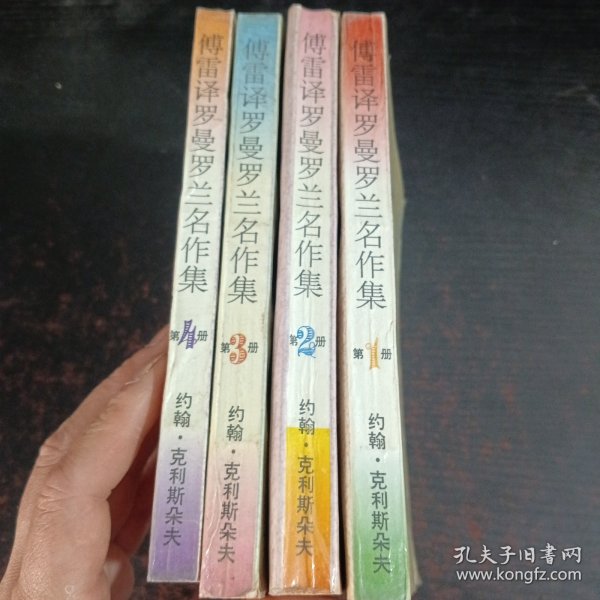 傅雷译罗曼罗兰名作集
第4册
约翰·克利斯朵夫
傅雷译罗曼罗兰名作集
第3册
约翰·克利斯朵夫
傅雷译罗曼罗兰名作集
第2册
约翰·克利斯朵夫
傅雷译罗曼罗兰名作集
第1册
约翰·克利斯朵夫
孔夫子旧书网
www.kongfz.com